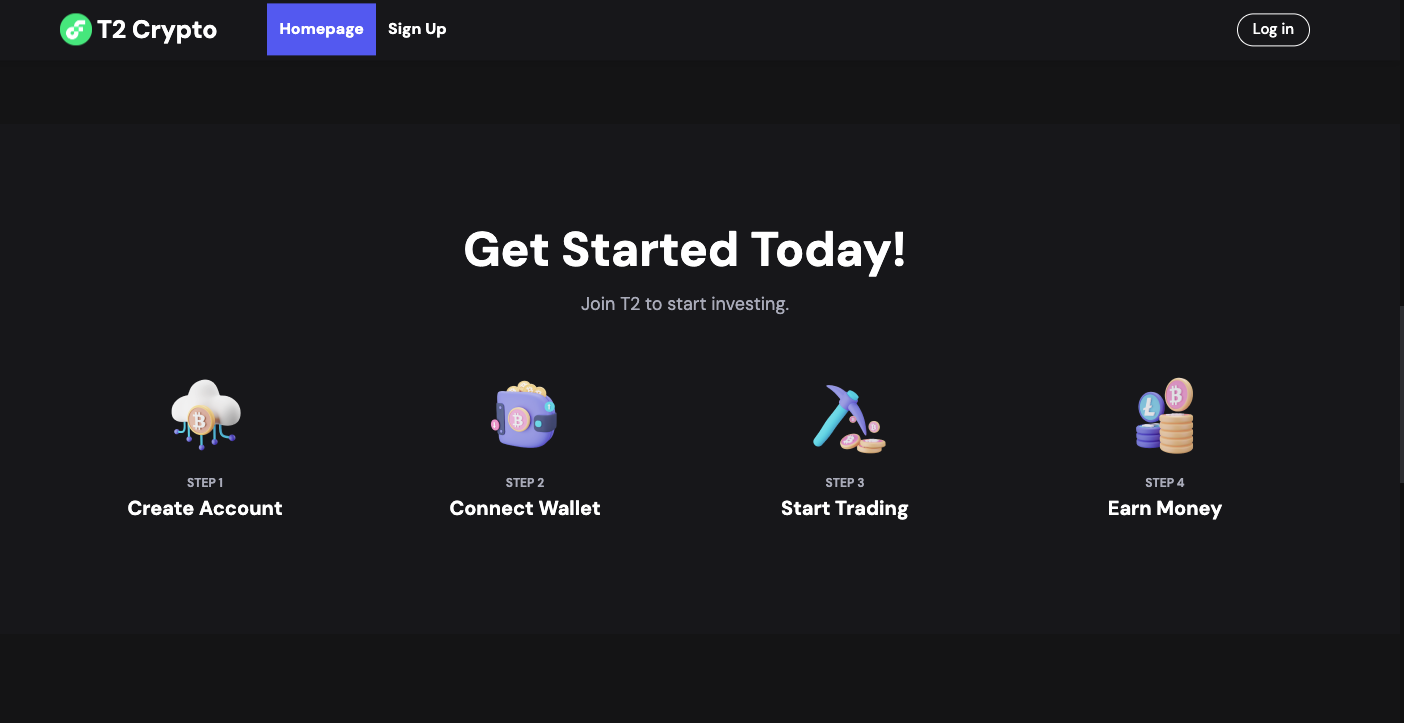 T2 Crypto
Homepage
Sign Up
Log in
Get Started Today!
Join T2 to start investing.
STEP 1
Create Account
STEP 2
Connect Wallet
STEP 3
Start Trading
STEP 4
Earn Money